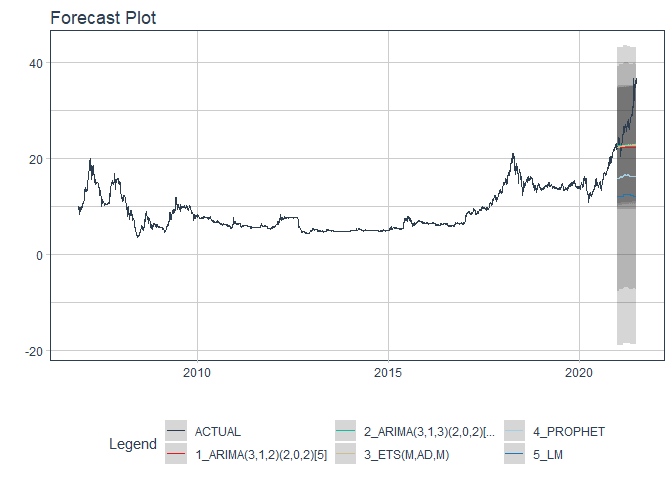 Forecast Plot
40
20
0
-20
2010 2015 2020
Legend
ACTUAL 2_ARIMA(3,1,3)(2,0,2)[... 4_PROPHET
1_ARIMA(3,1,2)(2,0,2)[5] 3_ETS(M,AD,M) 5_LM